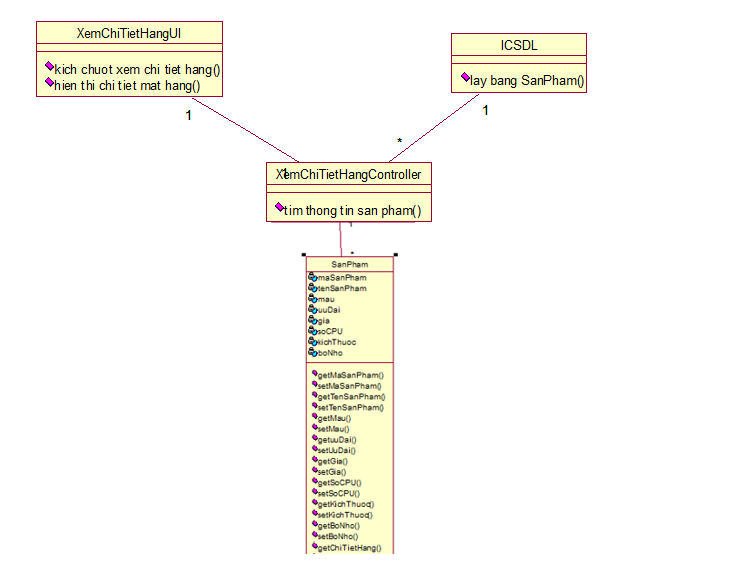 XemChiTietHangUI
kich chuot xem chi tiet hang()
hien thi chi tiet mat hang()
ICSDL
lay bang SanPham()
1
1
*
1
XemChiTietHangController
tim thong tin san pham()
1
*
SanPham
maSanPham
tenSanPham
mau
uuDai
gia
soCPU
kichThuoc
boNho
getMaSanPham()
setMaSanPham()
getTenSanPham()
setTenSanPham()
getMau()
setMau()
getuuDai()
setUuDai()
getGia()
setGia()
getSoCPU()
setSoCPU()
getKichThuoc()
setKichThuoc()
getBoNho()
setBoNho()
getChiTietHang()